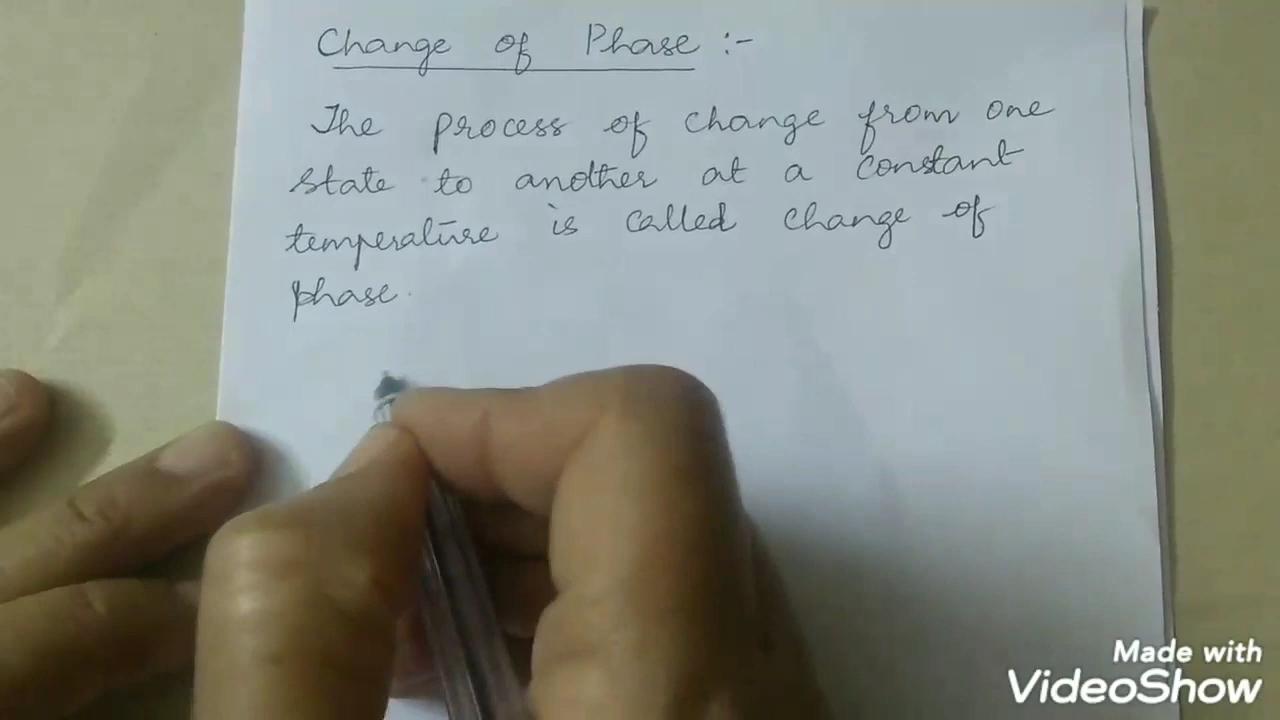 Change of Phase :-
The process of change from one
state to another at a constant
temperature is called change of
phase.
Made with
VideoShow